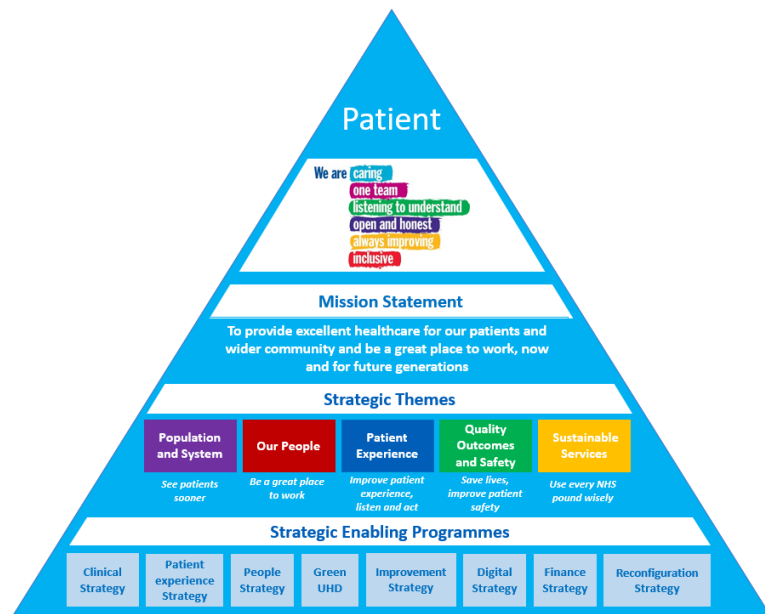 Patient
We are caring
one team
listening to understand
open and honest
always improving
inclusive
Mission Statement
To provide excellent healthcare for our patients and
wider community and be a great place to work, now
and for future generations
Strategic Themes
Population
and System
See patients
sooner
Our People
Be a great place
to work
Patient
Experience
Improve patient
experience,
listen and act
Quality
Outcomes
and Safety
Save lives,
improve patient
safety
Sustainable
Services
Use every NHS
pound wisely
Strategic Enabling Programmes
Clinical
Strategy
Patient
experience
Strategy
People
Strategy
Green
UHD
Improvement
Strategy
Digital
Strategy
Finance
Strategy
Reconfiguration
Strategy